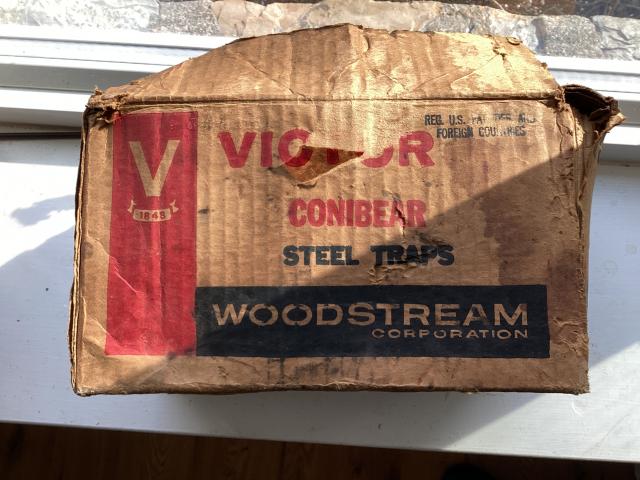 V
1848
VICTOR
REG. U.S. PAT. OFF. AND
FOREIGN COUNTRIES
CONIBEAR
STEEL TRAPS
WOODSTREAM
CORPORATION